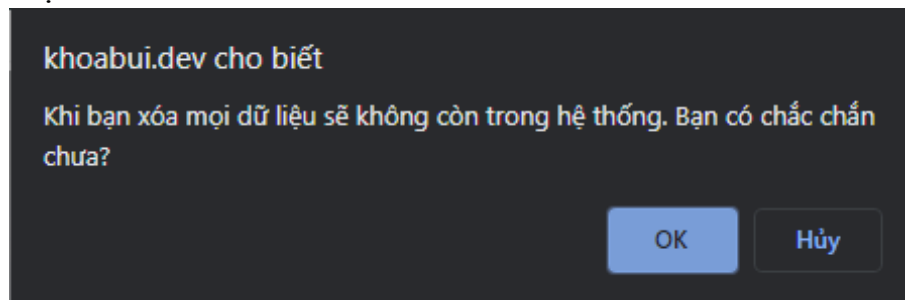 khoabui.dev cho biết
Khi bạn xóa mọi dữ liệu sẽ không còn trong hệ thống. Bạn có chắc chắn
chưa?
OK Hủy